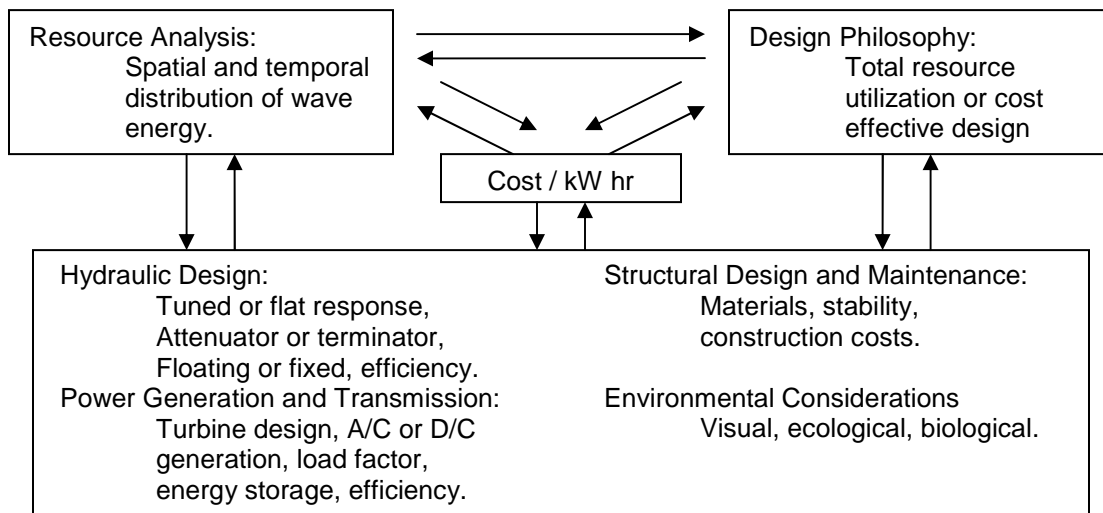 Resource Analysis:
Spatial and temporal
distribution of wave
energy.
Design Philosophy:
Total resource
utilization or cost
effective design
Cost / kW hr
Hydraulic Design:
Tuned or flat response,
Attenuator or terminator,
Floating or fixed, efficiency.
Power Generation and Transmission:
Turbine design, A/C or D/C
generation, load factor,
energy storage, efficiency.
Structural Design and Maintenance:
Materials, stability,
construction costs.
Environmental Considerations
Visual, ecological, biological.